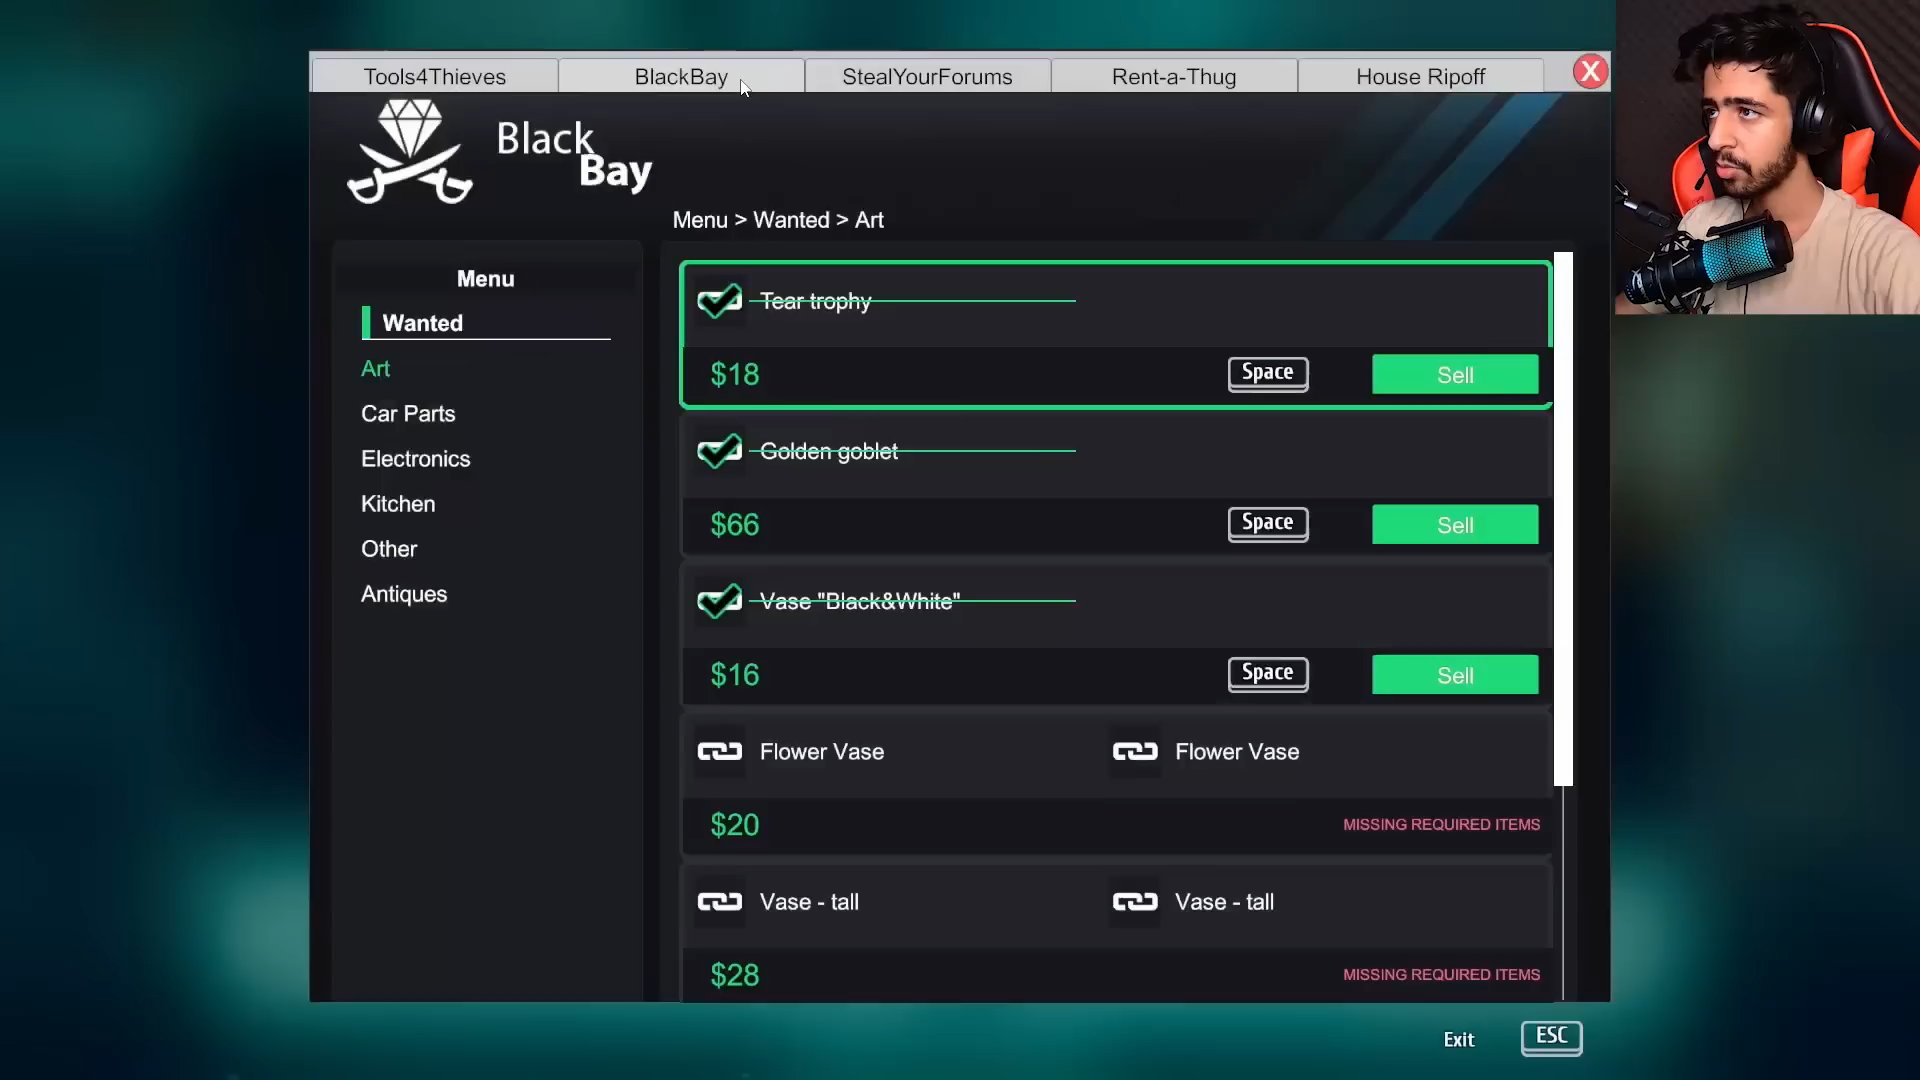 Tools4Thieves
BlackBay
StealYourForums
Rent-a-Thug
House Ripoff
X
Black
Bay
Menu > Wanted > Art
Menu
Wanted
Art
Car Parts
Electronics
Kitchen
Other
Antiques
Tear trophy
$18
Space
Sell
Golden goblet
$66
Space
Sell
Vase "Black&White"
$16
Space
Sell
Flower Vase
Flower Vase
$20
MISSING REQUIRED ITEMS
Vase - tall
Vase - tall
$28
MISSING REQUIRED ITEMS
Exit
ESC